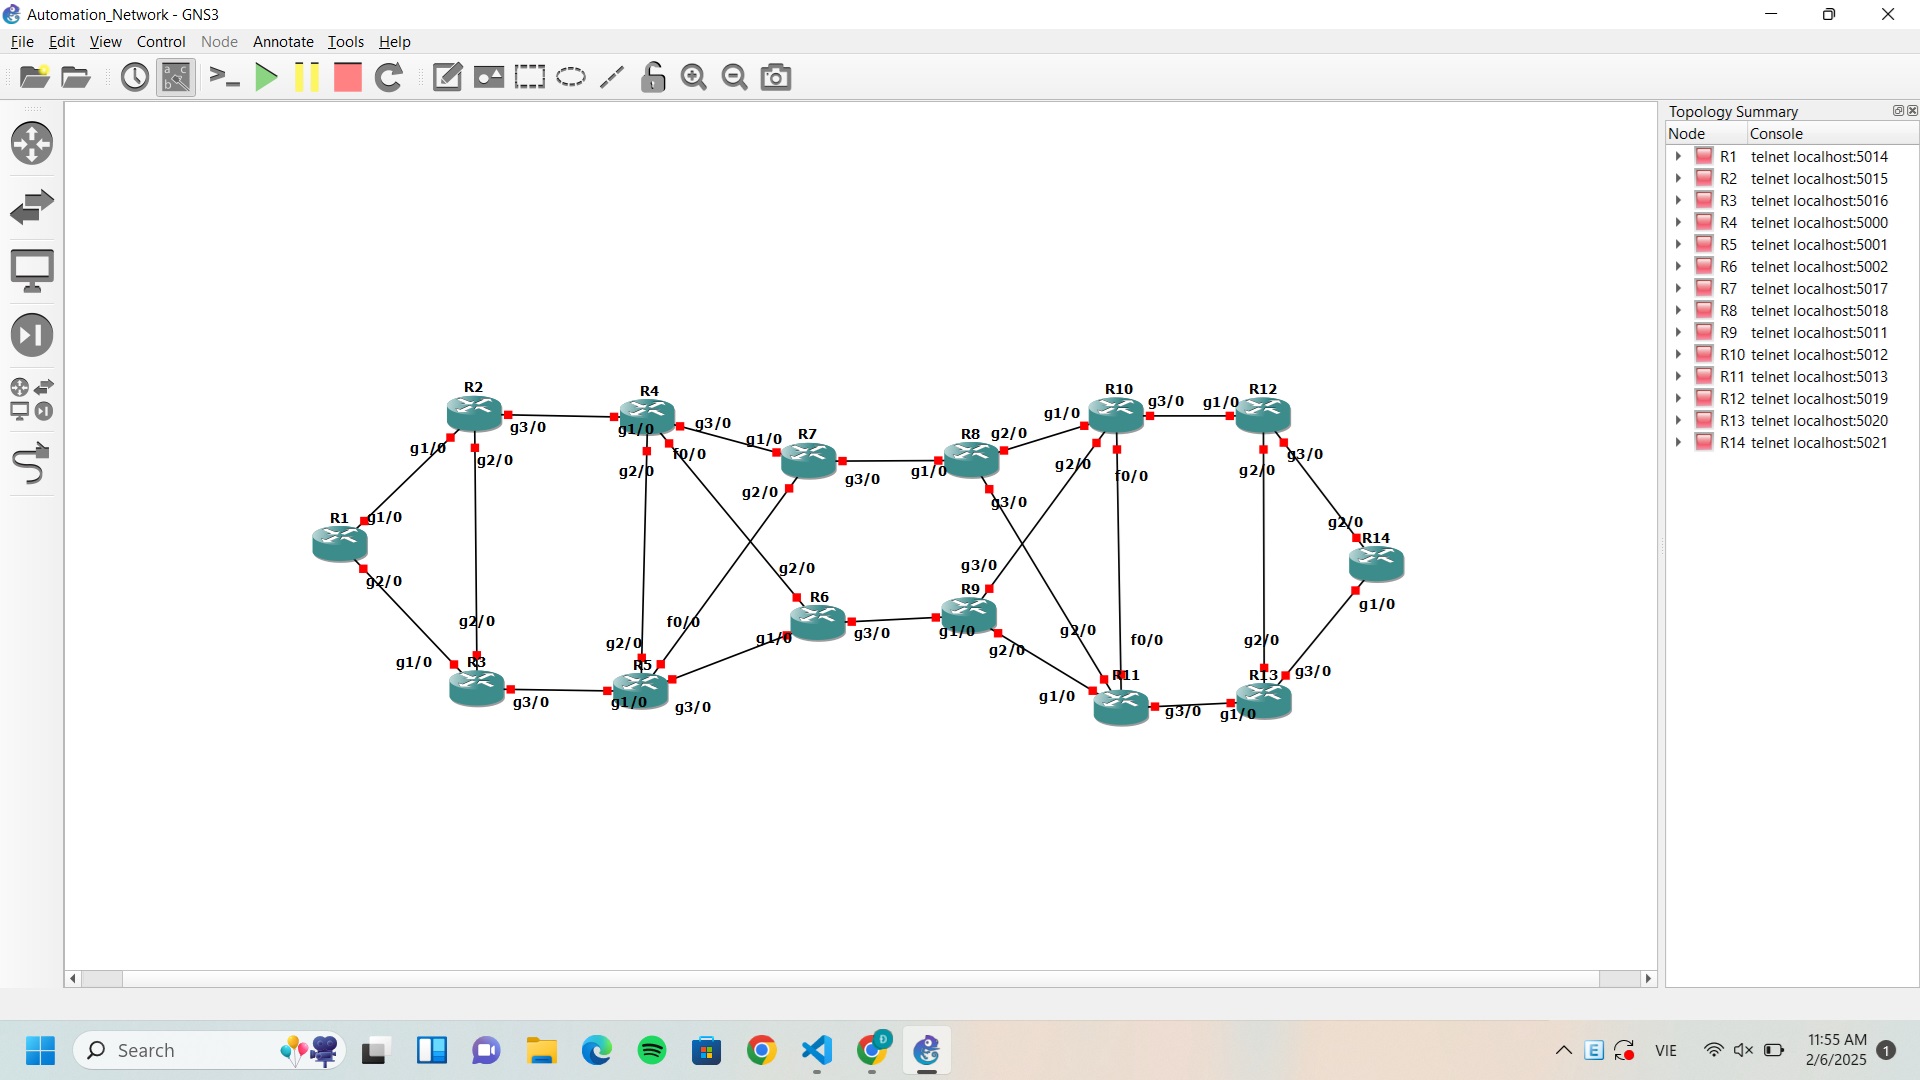 Automation_Network - GNS3
File Edit View Control Node Annotate Tools Help
Topology Summary
Node Console
R1 telnet localhost:5014
R2 telnet localhost:5015
R3 telnet localhost:5016
R4 telnet localhost:5000
R5 telnet localhost:5001
R6 telnet localhost:5002
R7 telnet localhost:5017
R8 telnet localhost:5018
R9 telnet localhost:5011
R10 telnet localhost:5012
R11 telnet localhost:5013
R12 telnet localhost:5019
R13 telnet localhost:5020
R14 telnet localhost:5021
R2
g3/0
g1/0
g2/0
R4
g1/0
g3/0
f0/0
g2/0
R7
g1/0
g3/0
g2/0
R8
g2/0
g1/0
g3/0
R10
g1/0
g3/0
g2/0
f0/0
R12
g1/0
g3/0
g2/0
R1
g1/0
g2/0
R14
g2/0
g1/0
R3
g2/0
g1/0
g3/0
R5
g2/0
f0/0
g1/0
g3/0
R6
g2/0
g1/0
g3/0
R9
g3/0
g1/0
g2/0
R11
g2/0
f0/0
g1/0
g3/0
R13
g2/0
g3/0
g1/0
Search
VIE
11:55 AM
2/6/2025
1